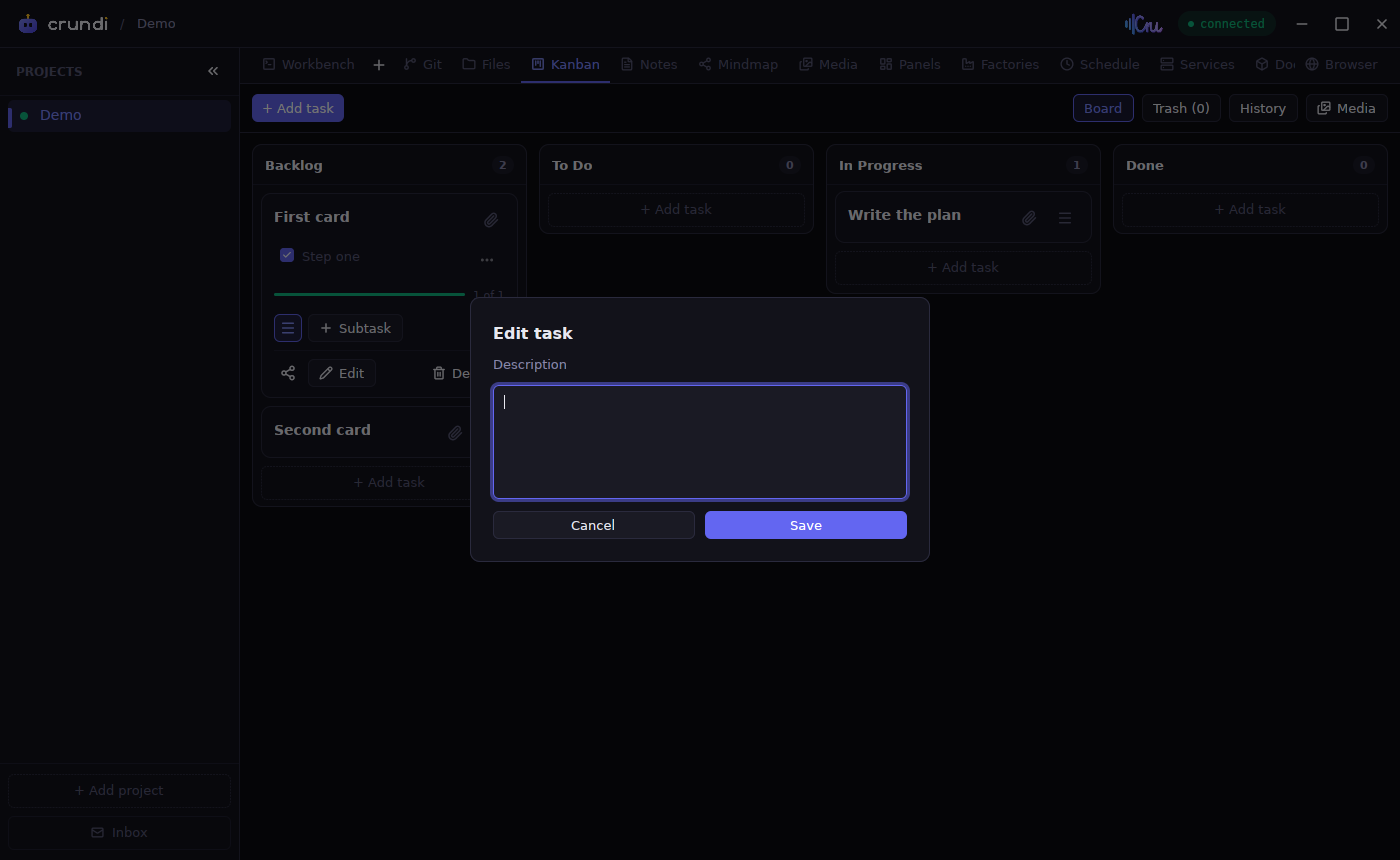 crundi / Demo
Cru
connected
PROJECTS
Demo
+ Add project
Inbox
Workbench
+
Git
Files
Kanban
Notes
Mindmap
Media
Panels
Factories
Schedule
Services
Browser
+ Add task
Board
Trash (0)
History
Media
Backlog 2
First card
Step one
1 of 1
+ Subtask
Edit
Second card
+ Add task
To Do 0
+ Add task
In Progress 1
Write the plan
+ Add task
Done 0
+ Add task
Edit task
Description
Cancel
Save